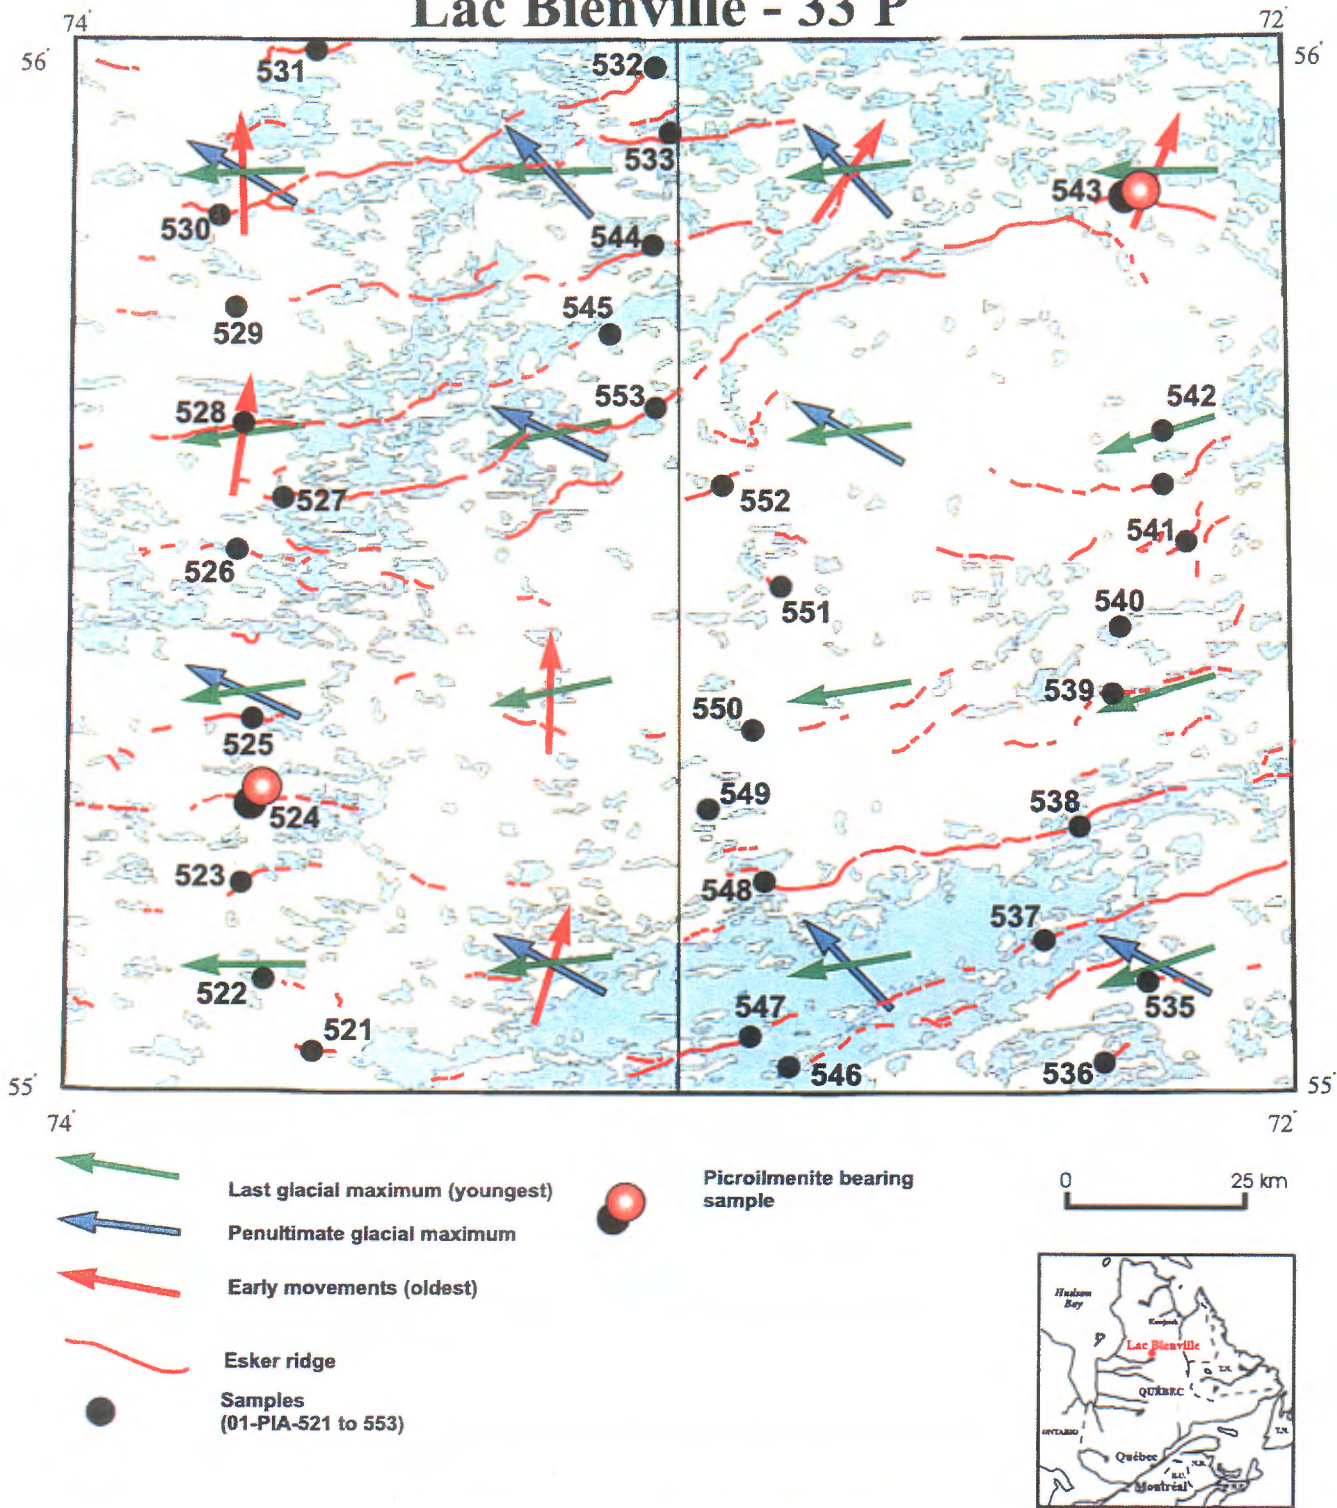 Lac Bienville - 33 P
74°
72°
56°
56°
531
532
533
530
543
544
529
545
528
553
542
527
552
541
526
551
540
539
550
525
549
538
524
523
548
537
522
535
547
521
546
536
55°
55°
74°
72°
Last glacial maximum (youngest)
Penultimate glacial maximum
Early movements (oldest)
Esker ridge
Samples
(01-PIA-521 to 553)
Picroilmenite bearing
sample
0
25 km
Hudson
Bay
Lac Bienville
T.N.
QUÉBEC
ONTARIO
T.N.
Québec
N.B.
É.U.
Montréal